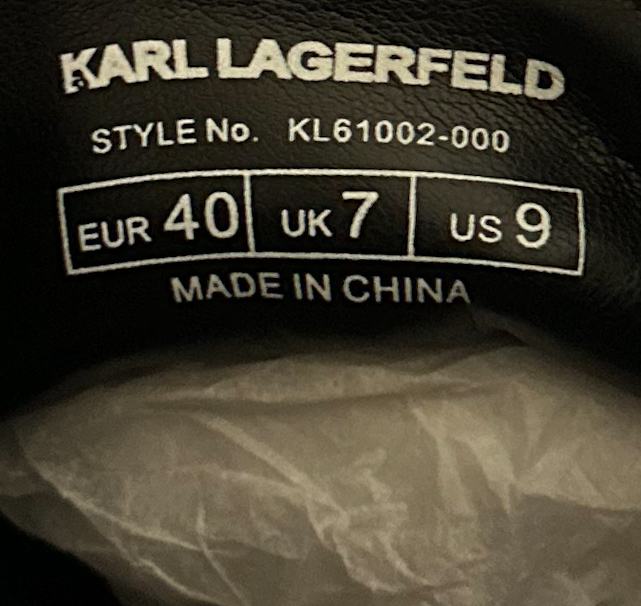 KARL LAGERFELD
STYLE No. KL61002-000
EUR 40 UK 7 US 9
MADE IN CHINA